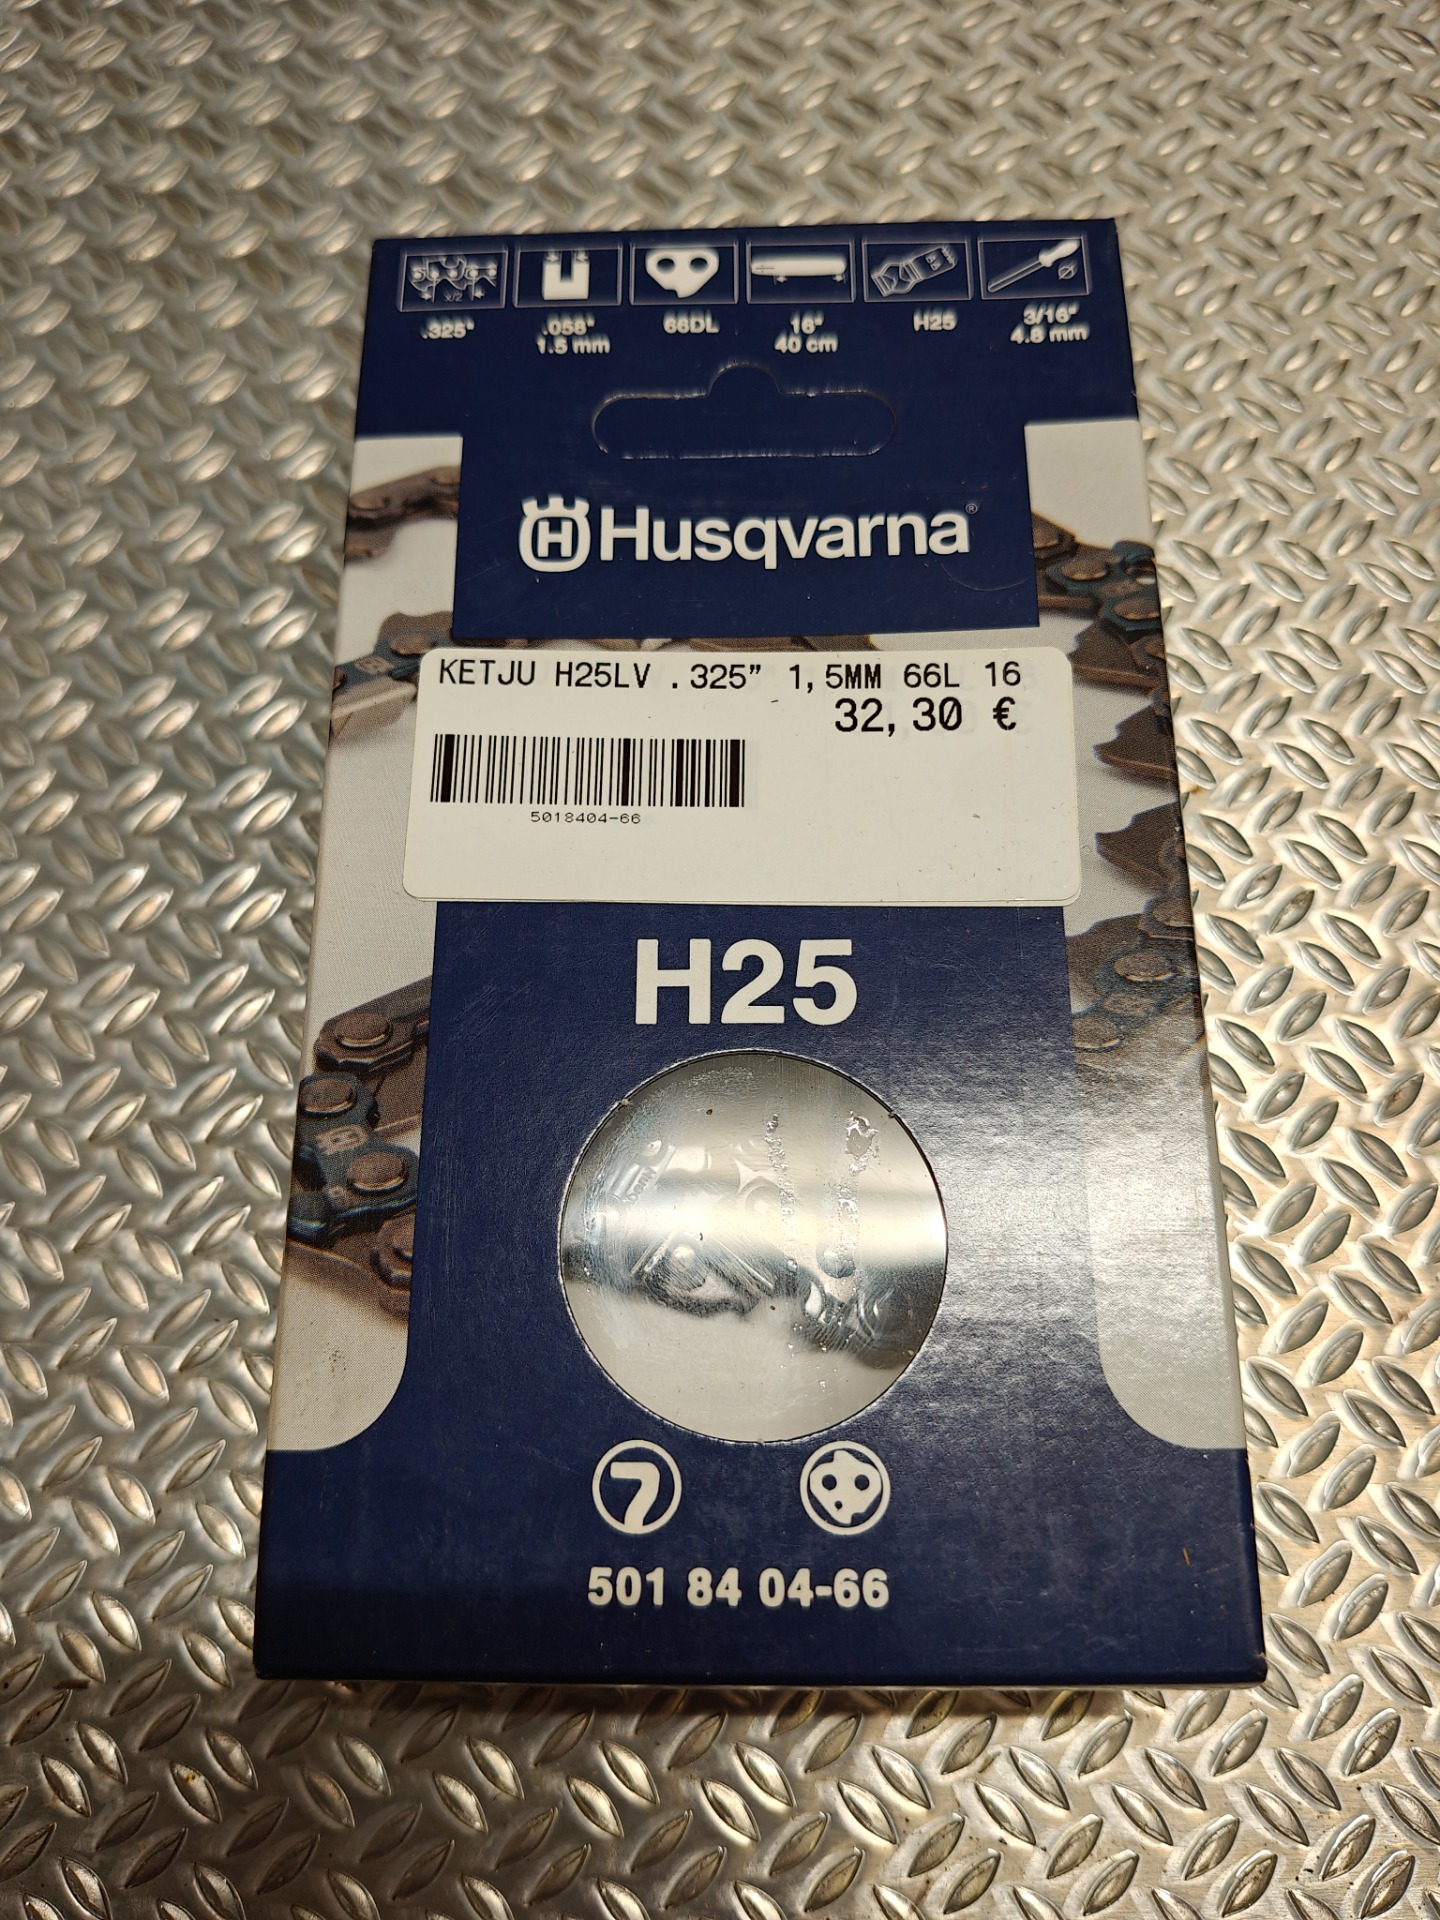 .325" .058" 66DL 16" H25 3/16"
1.5 mm 40 cm 4.8 mm
Husqvarna®
KETJU H25LV .325” 1,5MM 66L 16
32,30 €
5018404-66
H25
501 84 04-66